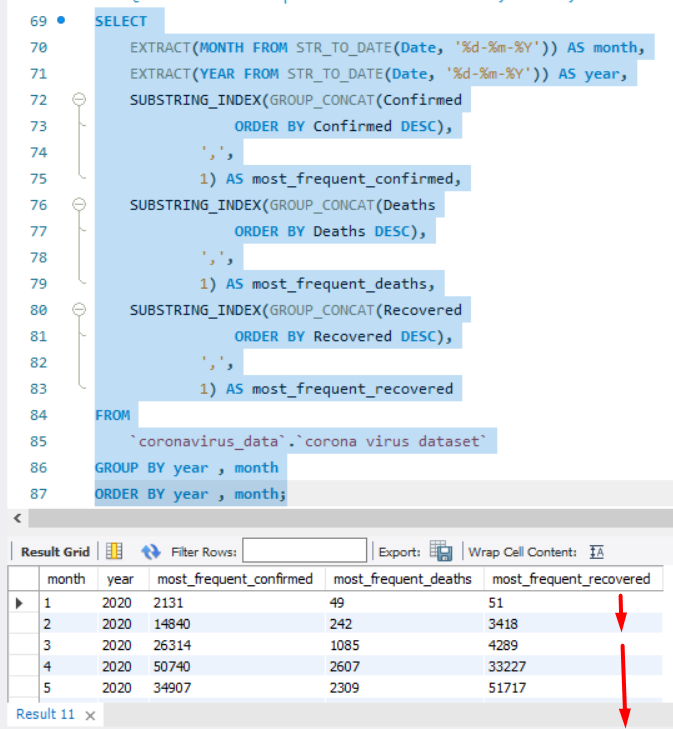 69 SELECT
70 EXTRACT(MONTH FROM STR_TO_DATE(Date, '%d-%m-%Y')) AS month,
71 EXTRACT(YEAR FROM STR_TO_DATE(Date, '%d-%m-%Y')) AS year,
72 SUBSTRING_INDEX(GROUP_CONCAT(Confirmed
73 ORDER BY Confirmed DESC),
74 ',',
75 1) AS most_frequent_confirmed,
76 SUBSTRING_INDEX(GROUP_CONCAT(Deaths
77 ORDER BY Deaths DESC),
78 ',',
79 1) AS most_frequent_deaths,
80 SUBSTRING_INDEX(GROUP_CONCAT(Recovered
81 ORDER BY Recovered DESC),
82 ',',
83 1) AS most_frequent_recovered
84 FROM
85 `coronavirus_data`.`corona virus dataset`
86 GROUP BY year , month
87 ORDER BY year , month;
Result Grid Filter Rows: Export: Wrap Cell Content: IA
month year most_frequent_confirmed most_frequent_deaths most_frequent_recovered
1 2020 2131 49 51
2 2020 14840 242 3418
3 2020 26314 1085 4289
4 2020 50740 2607 33227
5 2020 34907 2309 51717
Result 11 ×